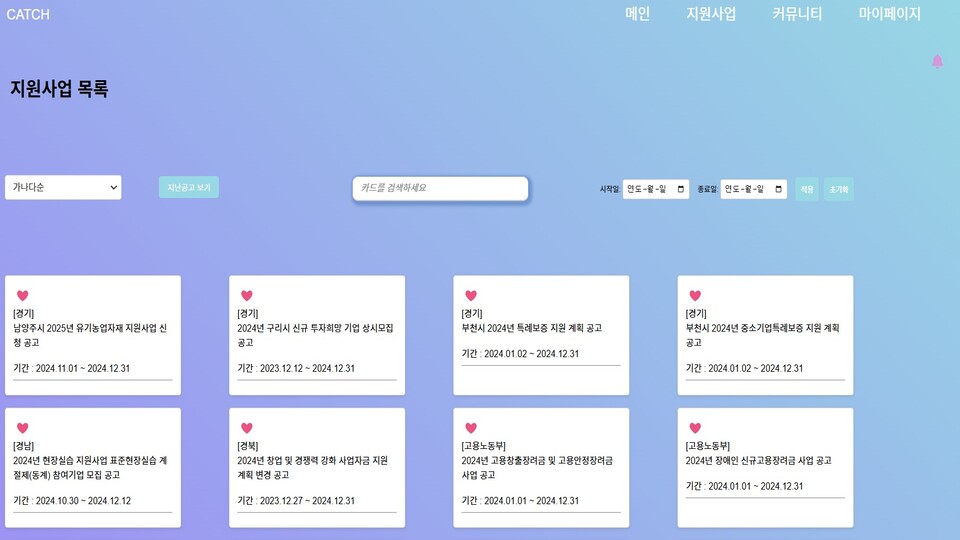 CATCH
메인
지원사업
커뮤니티
마이페이지
지원사업 목록
가나다순
지난공고 보기
카드를 검색하세요
시작일:
연도-월-일
종료일:
연도-월-일
적용
초기화
[경기]
남양주시 2025년 유기농업자재 지원사업 신
청 공고
기간 : 2024.11.01 ~ 2024.12.31
[경기]
2024년 구리시 신규 투자희망 기업 상시모집
공고
기간 : 2023.12.12 ~ 2024.12.31
[경기]
부천시 2024년 특례보증 지원 계획 공고
기간 : 2024.01.02 ~ 2024.12.31
[경기]
부천시 2024년 중소기업특례보증 지원 계획
공고
기간 : 2024.01.02 ~ 2024.12.31
[경남]
2024년 현장실습 지원사업 표준현장실습 계
절제(동계) 참여기업 모집 공고
기간 : 2024.10.30 ~ 2024.12.12
[경북]
2024년 창업 및 경쟁력 강화 사업자금 지원
계획 변경 공고
기간 : 2023.12.27 ~ 2024.12.31
[고용노동부]
2024년 고용창출장려금 및 고용안정장려금
사업 공고
기간 : 2024.01.01 ~ 2024.12.31
[고용노동부]
2024년 장애인 신규고용장려금 사업 공고
기간 : 2024.01.01 ~ 2024.12.31